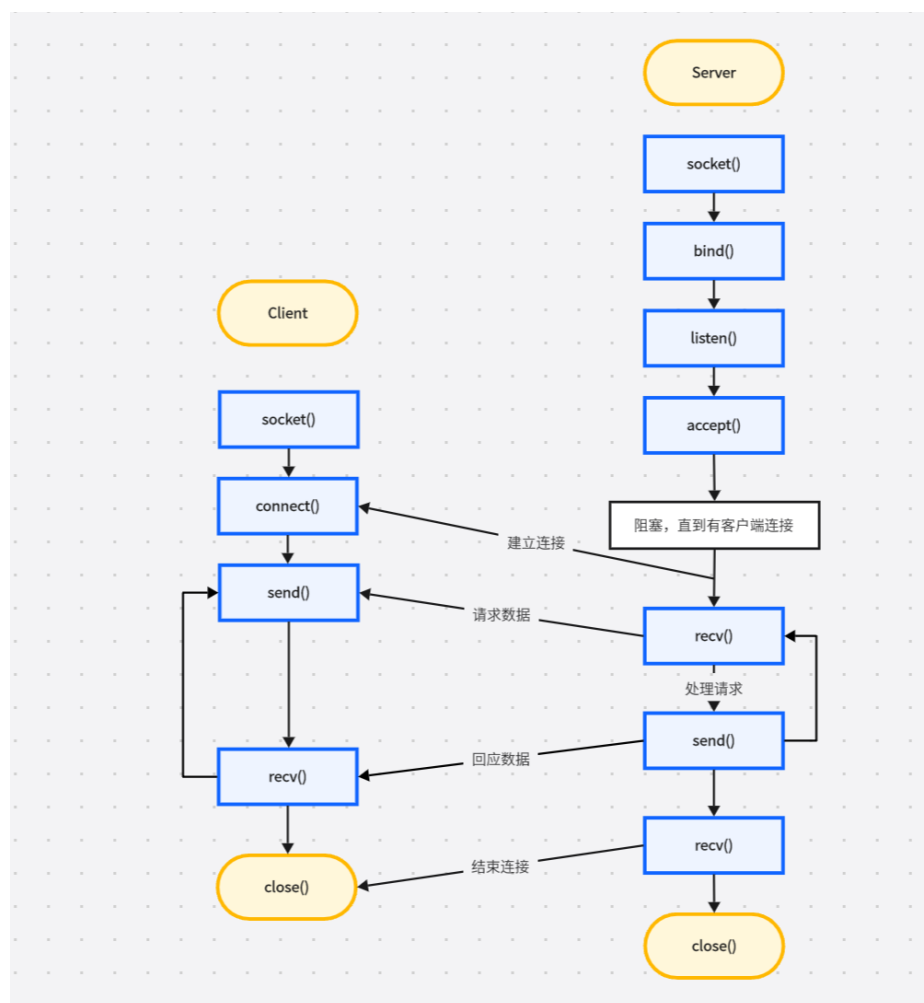 Server
socket()
bind()
listen()
accept()
阻塞，直到有客户端连接
recv()
处理请求
send()
recv()
close()
Client
socket()
connect()
send()
recv()
close()
建立连接
请求数据
回应数据
结束连接